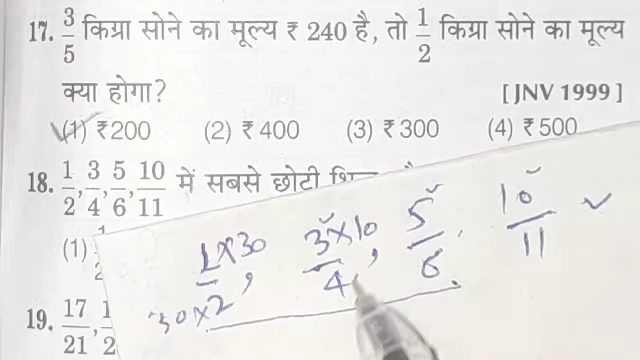 17. 3/5 किग्रा सोने का मूल्य ₹ 240 है, तो 1/2 किग्रा सोने का मूल्य
क्या होगा? [JNV 1999]
(1) ₹200 (2) ₹400 (3) ₹300 (4) ₹500
18. 1/2, 3/4, 5/6, 10/11 में सबसे छोटी
(1)
1×30/30×2, 3×10/4, 5/6, 10/11
19. 17/21,